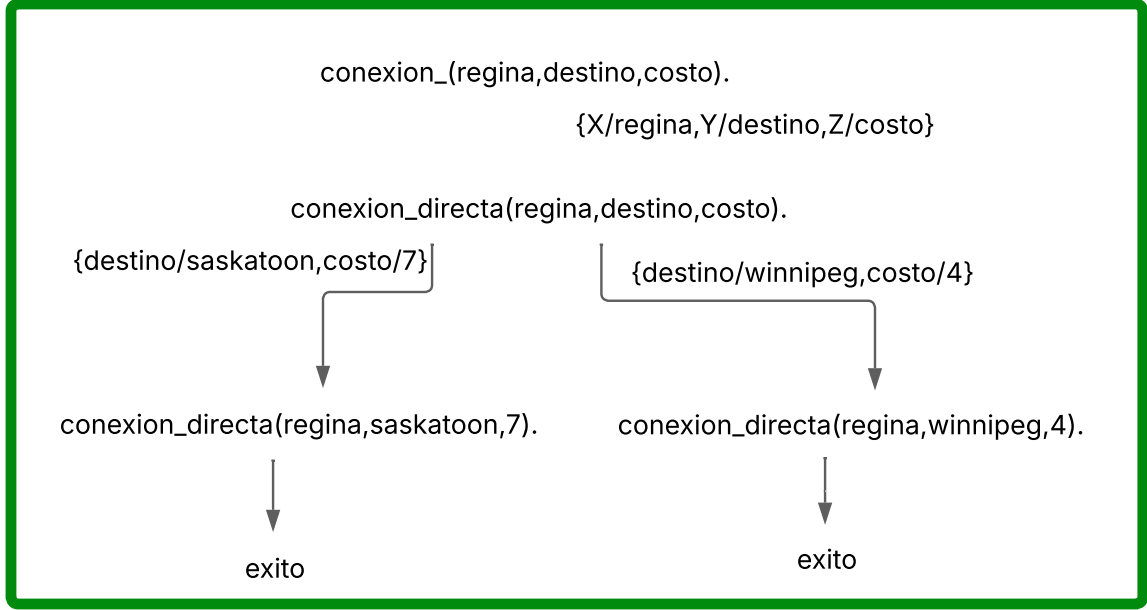 conexion_(regina,destino,costo).
{X/regina,Y/destino,Z/costo}
conexion_directa(regina,destino,costo).
{destino/saskatoon,costo/7}
{destino/winnipeg,costo/4}
conexion_directa(regina,saskatoon,7).
conexion_directa(regina,winnipeg,4).
exito
exito